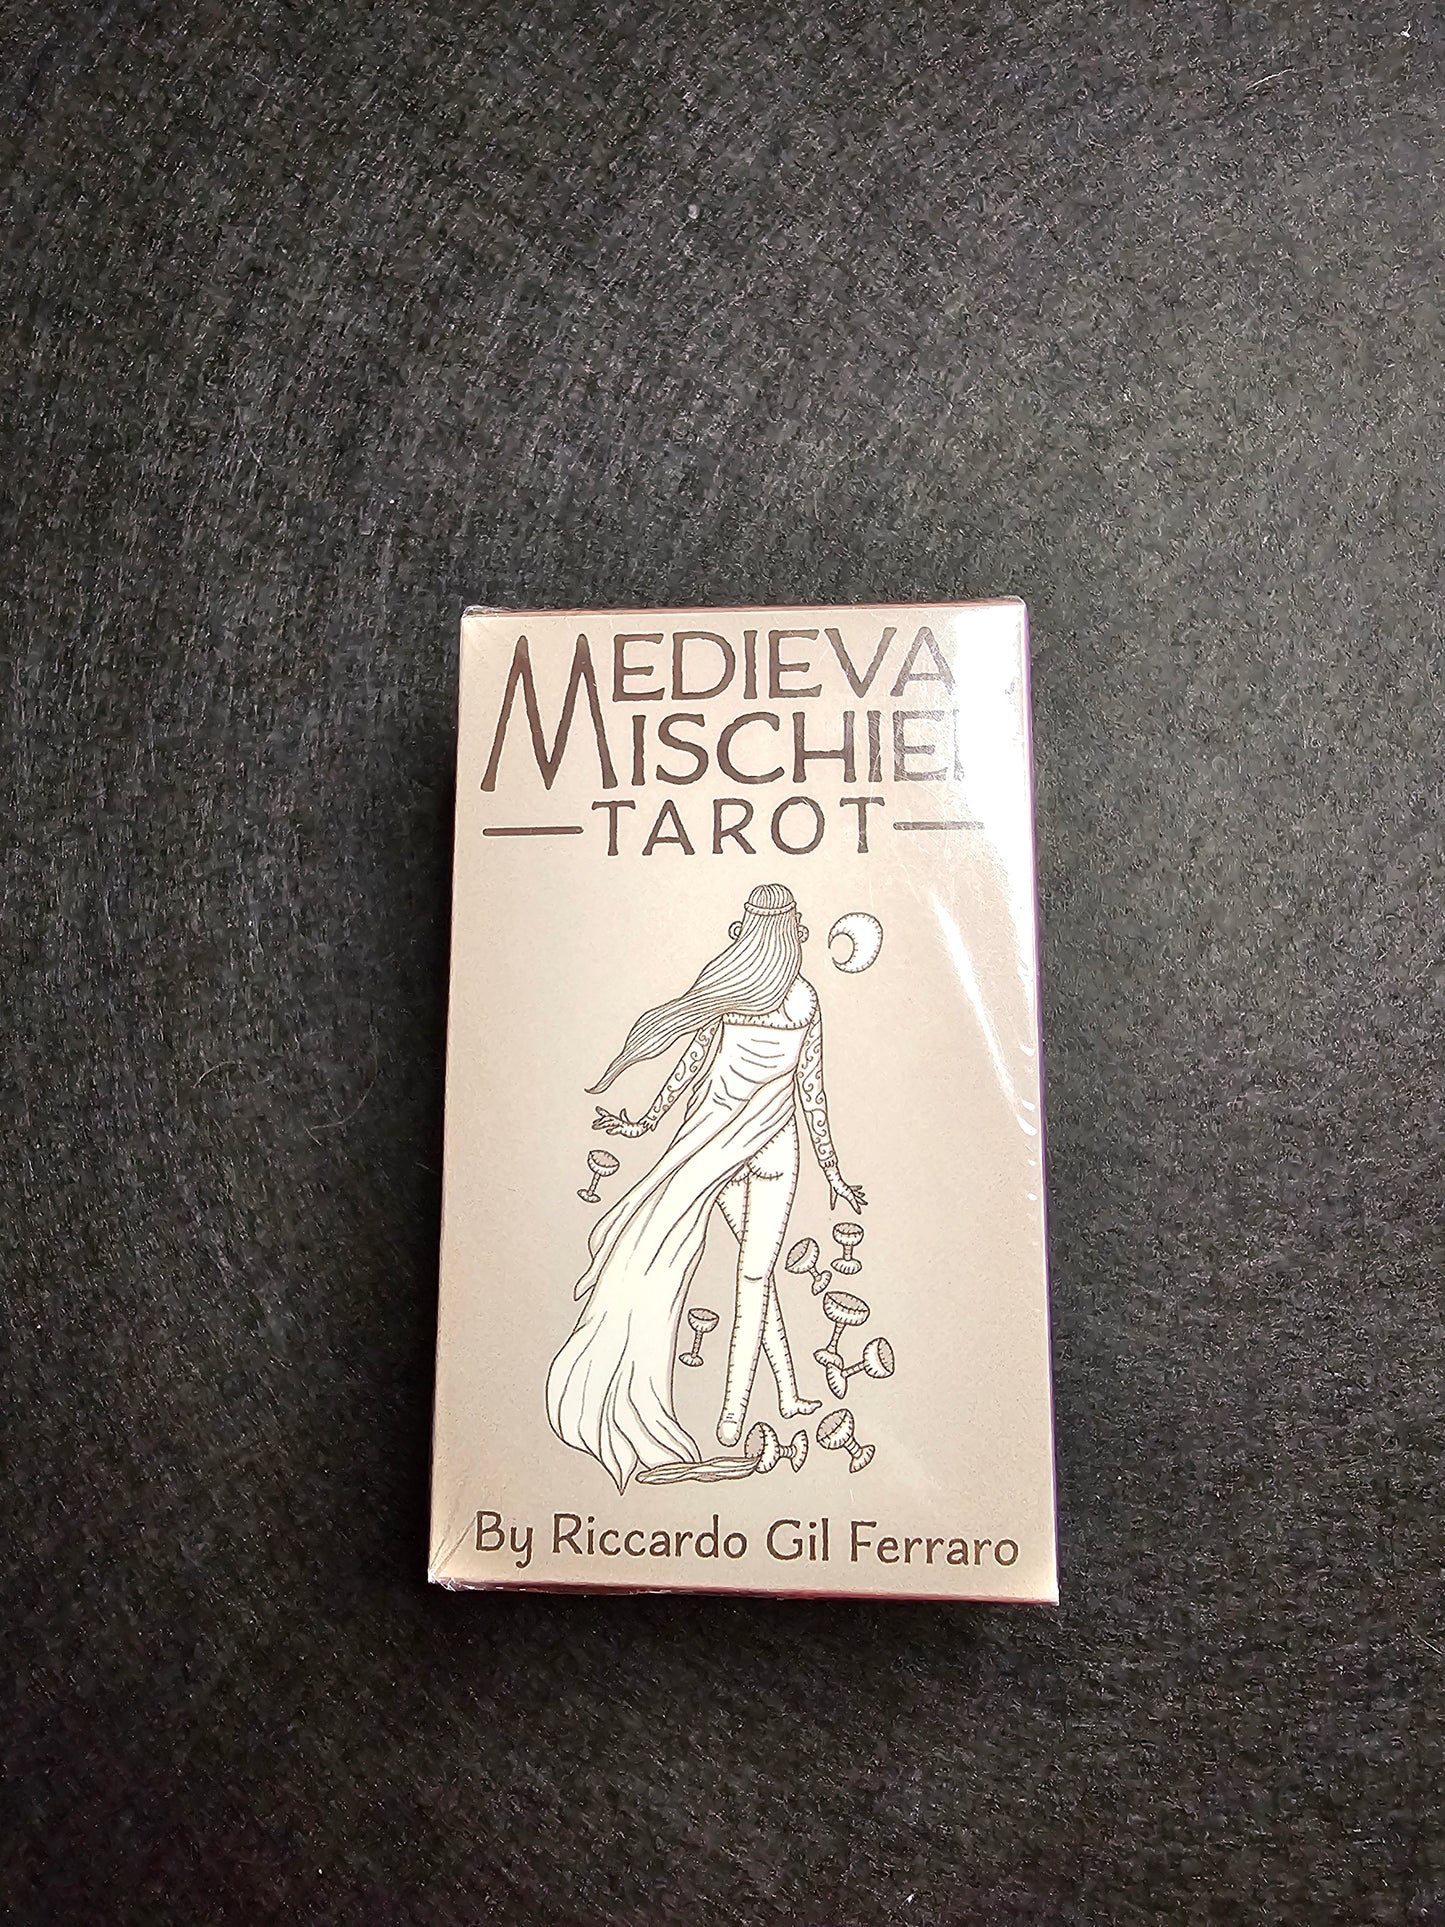 MEDIEVAL
MISCHIEF
TAROT
By Riccardo Gil Ferraro